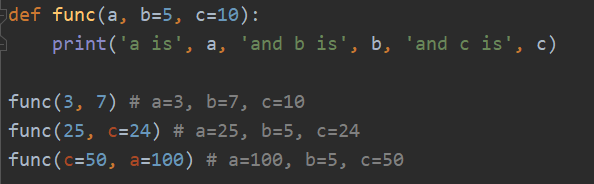 def func(a, b=5, c=10):
    print('a is', a, 'and b is', b, 'and c is', c)
func(3, 7) # a=3, b=7, c=10
func(25, c=24) # a=25, b=5, c=24
func(c=50, a=100) # a=100, b=5, c=50